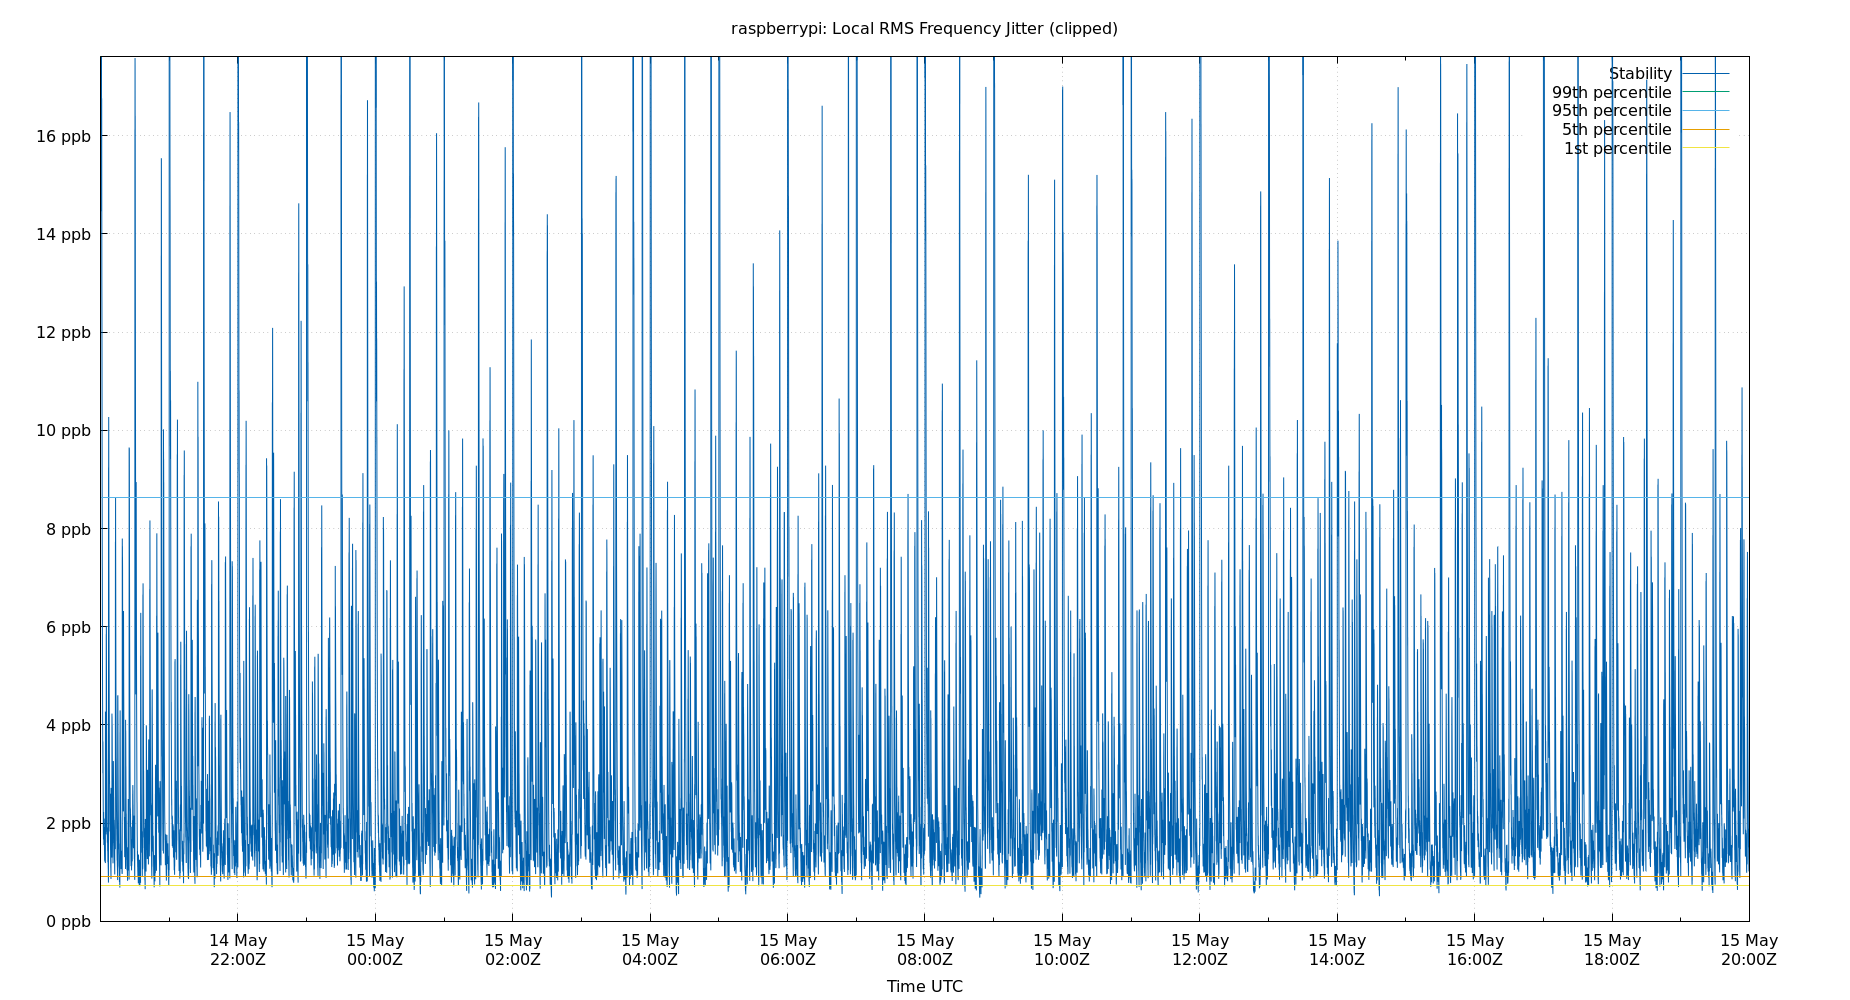 raspberrypi: Local RMS Frequency Jitter (clipped)
Stability
99th percentile
95th percentile
5th percentile
1st percentile
16 ppb
14 ppb
12 ppb
10 ppb
8 ppb
6 ppb
4 ppb
2 ppb
0 ppb
14 May 15 May 15 May 15 May 15 May 15 May 15 May 15 May 15 May 15 May 15 May 15 May
22:00Z 00:00Z 02:00Z 04:00Z 06:00Z 08:00Z 10:00Z 12:00Z 14:00Z 16:00Z 18:00Z 20:00Z
Time UTC